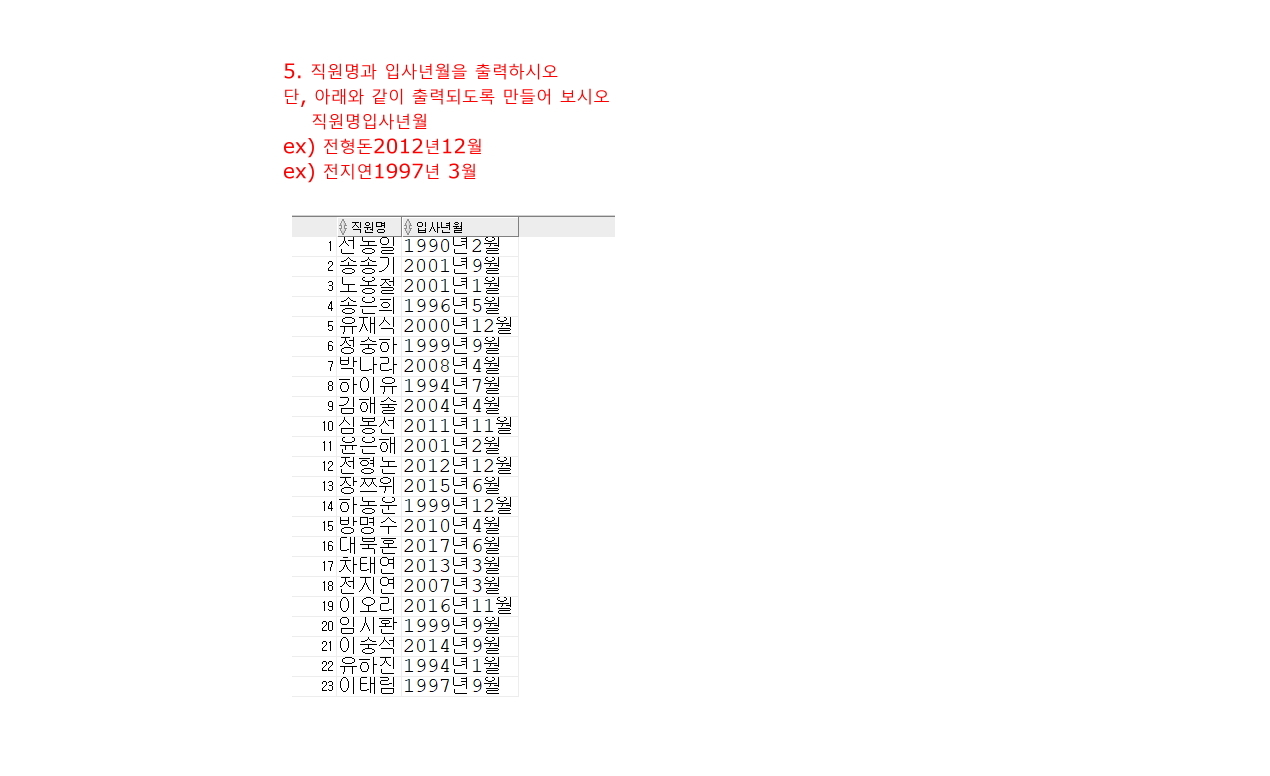 5. 직원명과 입사년월을 출력하시오
단, 아래와 같이 출력되도록 만들어 보시오
직원명입사년월
ex) 전형돈2012년12월
ex) 전지연1997년 3월
직원명 입사년월
1 선동일 1990년2월
2 송송기 2001년9월
3 노옹철 2001년1월
4 송은희 1996년5월
5 유재식 2000년12월
6 정중하 1999년9월
7 박나라 2008년4월
8 하이유 1994년7월
9 김해술 2004년4월
10 심봉선 2011년11월
11 윤은해 2001년2월
12 전형돈 2012년12월
13 장쯔위 2015년6월
14 하동운 1999년12월
15 방명수 2010년4월
16 대북혼 2017년6월
17 차태연 2013년3월
18 전지연 2007년3월
19 이오리 2016년11월
20 임시환 1999년9월
21 이중석 2014년9월
22 유하진 1994년1월
23 이태림 1997년9월